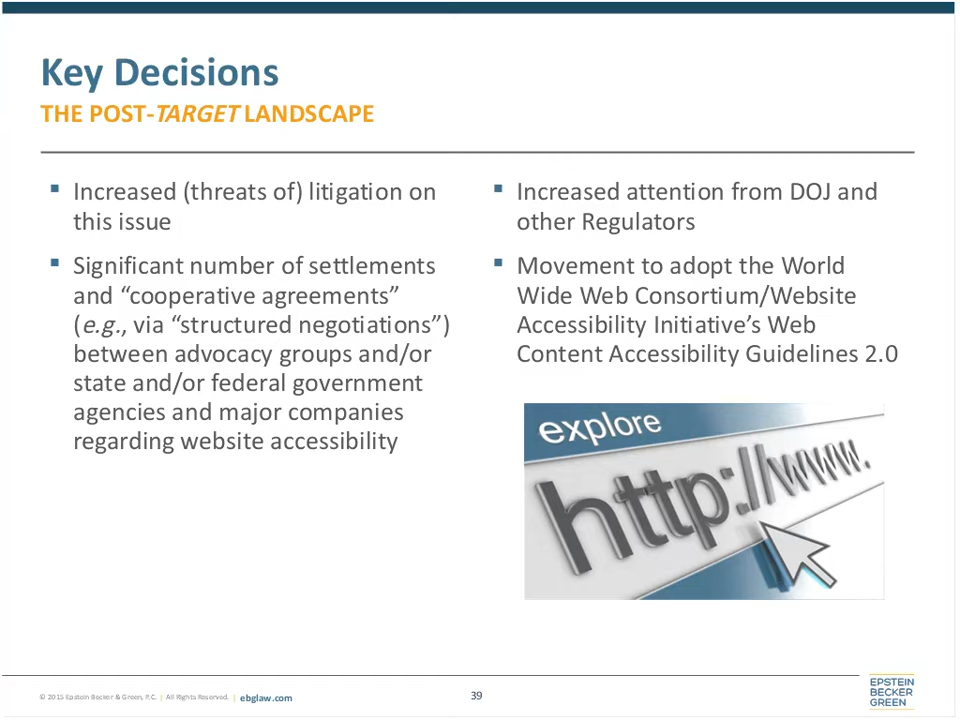 Key Decisions
THE POST-TARGET LANDSCAPE
▪ Increased (threats of) litigation on
this issue
▪ Significant number of settlements
and “cooperative agreements”
(e.g., via “structured negotiations”)
between advocacy groups and/or
state and/or federal government
agencies and major companies
regarding website accessibility
▪ Increased attention from DOJ and
other Regulators
▪ Movement to adopt the World
Wide Web Consortium/Website
Accessibility Initiative’s Web
Content Accessibility Guidelines 2.0
explore
http://www.
© 2015 Epstein Becker & Green, P.C. | All Rights Reserved. | ebglaw.com
39
EPSTEIN
BECKER
GREEN